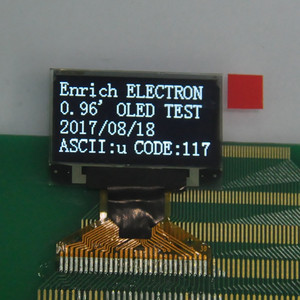 Enrich ELECTRON
0.96' OLED TEST
2017/08/18
ASCII:u CODE:117